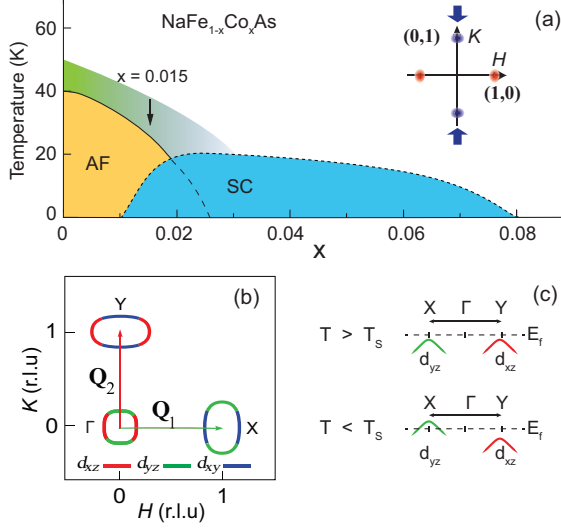 NaFe1-xCoxAs
(a)
Temperature (K)
60
40
20
0
x = 0.015
AF
SC
0
0.02
0.04
0.06
0.08
x
(0,1)
K
H
(1,0)
(b)
K (r.l.u)
1
0
Y
Q2
Q1
Γ
X
dxz
dyz
dxy
0
1
H (r.l.u)
(c)
X Γ Y
T > Ts
Ef
dyz
dxz
X Γ Y
T < Ts
Ef
dyz
dxz